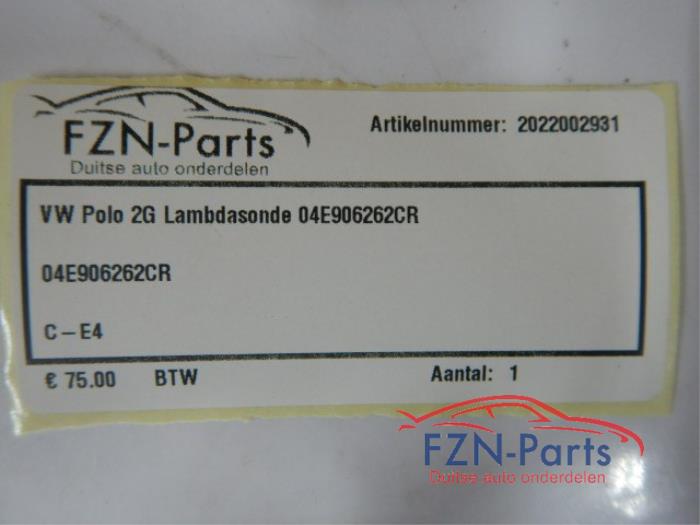 FZN-Parts
Duitse auto onderdelen
Artikelnummer: 2022002931
VW Polo 2G Lambdasonde 04E906262CR
04E906262CR
C-E4
€ 75.00 BTW Aantal: 1
FZN-Parts
Duitse auto onderdelen